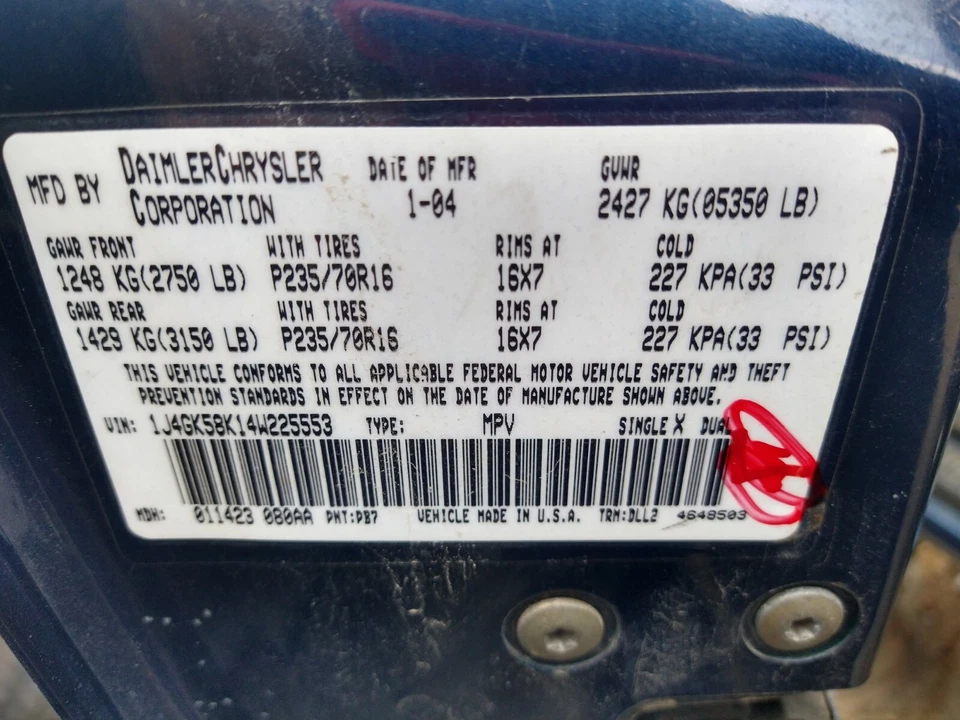 MFD BY DAIMLERCHRYSLER CORPORATION DATE OF MFR 1-04 GVWR 2427 KG(05350 LB)
GAWR FRONT WITH TIRES RIMS AT COLD
1248 KG(2750 LB) P235/70R16 16X7 227 KPA(33 PSI)
GAWR REAR WITH TIRES RIMS AT COLD
1429 KG(3150 LB) P235/70R16 16X7 227 KPA(33 PSI)
THIS VEHICLE CONFORMS TO ALL APPLICABLE FEDERAL MOTOR VEHICLE SAFETY AND THEFT
PREVENTION STANDARDS IN EFFECT ON THE DATE OF MANUFACTURE SHOWN ABOVE.
VIN: 1J4GK58K14W225553 TYPE: MPV SINGLE X DUAL
MDH: 011423 080AA PNT:PB7 VEHICLE MADE IN U.S.A. TRM:DLL2 4648503